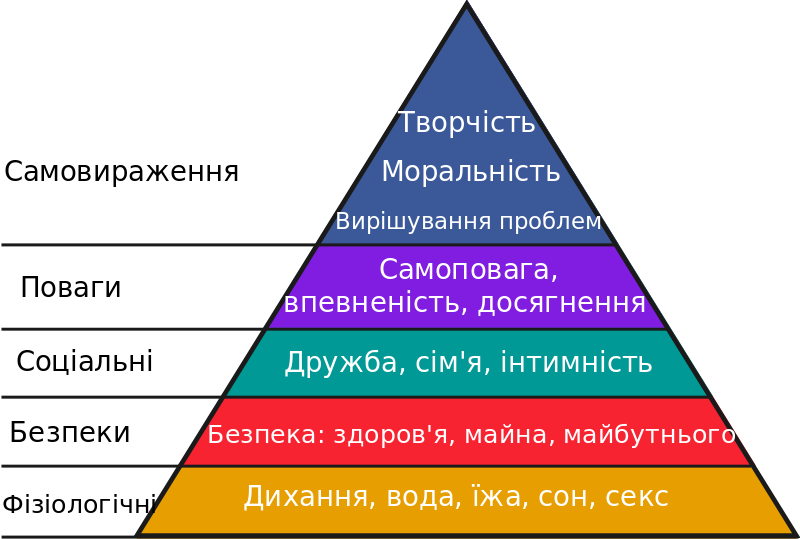 Творчість
Самовираження
Моральність
Вирішування проблем
Поваги
Самоповага,
впевненість, досягнення
Соціальні
Дружба, сім'я, інтимність
Безпеки
Безпека: здоров'я, майна, майбутнього
Фізіологічні
Дихання, вода, їжа, сон, секс